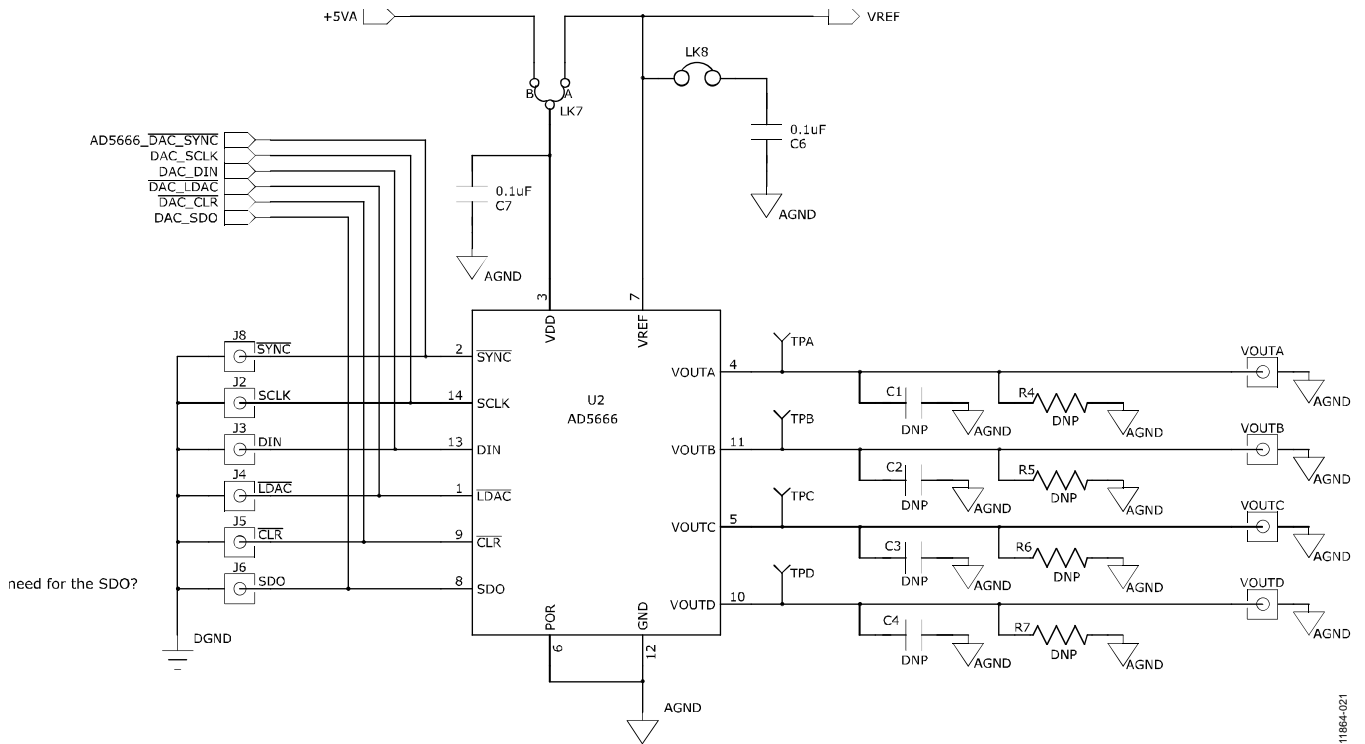 +5VA
VREF
LK8
B
A
LK7
0.1uF
C6
AGND
AD5666_DAC_SYNC
DAC_SCLK
DAC_DIN
DAC_LDAC
DAC_CLR
DAC_SDO
0.1uF
C7
AGND
3
7
VDD
VREF
J8
SYNC
2
SYNC
J2
SCLK
14
SCLK
J3
DIN
13
DIN
J4
LDAC
1
LDAC
J5
CLR
9
CLR
J6
SDO
8
SDO
need for the SDO?
DGND
U2
AD5666
VOUTA
4
TPA
C1
DNP
AGND
R4
DNP
AGND
VOUTA
AGND
VOUTB
11
TPB
C2
DNP
AGND
R5
DNP
AGND
VOUTB
AGND
VOUTC
5
TPC
C3
DNP
AGND
R6
DNP
AGND
VOUTC
AGND
VOUTD
10
TPD
C4
DNP
AGND
R7
DNP
AGND
VOUTD
AGND
POR
GND
6
12
AGND
11864-021